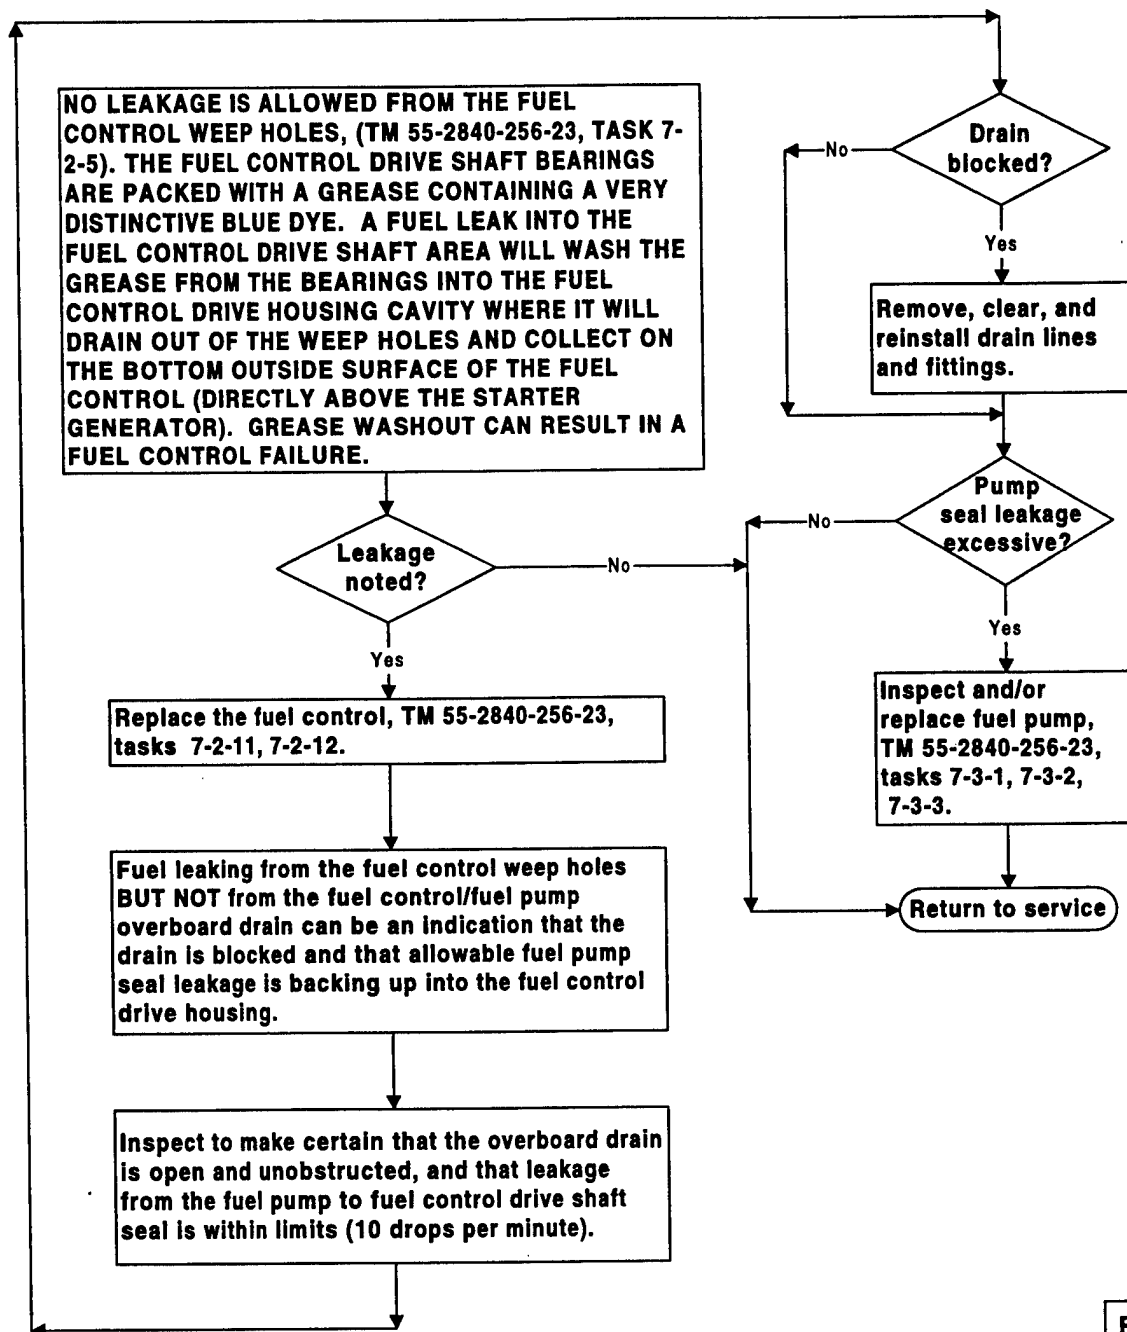 NO LEAKAGE IS ALLOWED FROM THE FUEL
CONTROL WEEP HOLES, (TM 55-2840-256-23, TASK 7-
2-5). THE FUEL CONTROL DRIVE SHAFT BEARINGS
ARE PACKED WITH A GREASE CONTAINING A VERY
DISTINCTIVE BLUE DYE. A FUEL LEAK INTO THE
FUEL CONTROL DRIVE SHAFT AREA WILL WASH THE
GREASE FROM THE BEARINGS INTO THE FUEL
CONTROL DRIVE HOUSING CAVITY WHERE IT WILL
DRAIN OUT OF THE WEEP HOLES AND COLLECT ON
THE BOTTOM OUTSIDE SURFACE OF THE FUEL
CONTROL (DIRECTLY ABOVE THE STARTER
GENERATOR). GREASE WASHOUT CAN RESULT IN A
FUEL CONTROL FAILURE.
Leakage
noted?
No
Yes
Replace the fuel control, TM 55-2840-256-23,
tasks 7-2-11, 7-2-12.
Fuel leaking from the fuel control weep holes
BUT NOT from the fuel control/fuel pump
overboard drain can be an indication that the
drain is blocked and that allowable fuel pump
seal leakage is backing up into the fuel control
drive housing.
Inspect to make certain that the overboard drain
is open and unobstructed, and that leakage
from the fuel pump to fuel control drive shaft
seal is within limits (10 drops per minute).
Drain
blocked?
No
Yes
Remove, clear, and
reinstall drain lines
and fittings.
Pump
seal leakage
excessive?
No
Yes
Inspect and/or
replace fuel pump,
TM 55-2840-256-23,
tasks 7-3-1, 7-3-2,
7-3-3.
Return to service